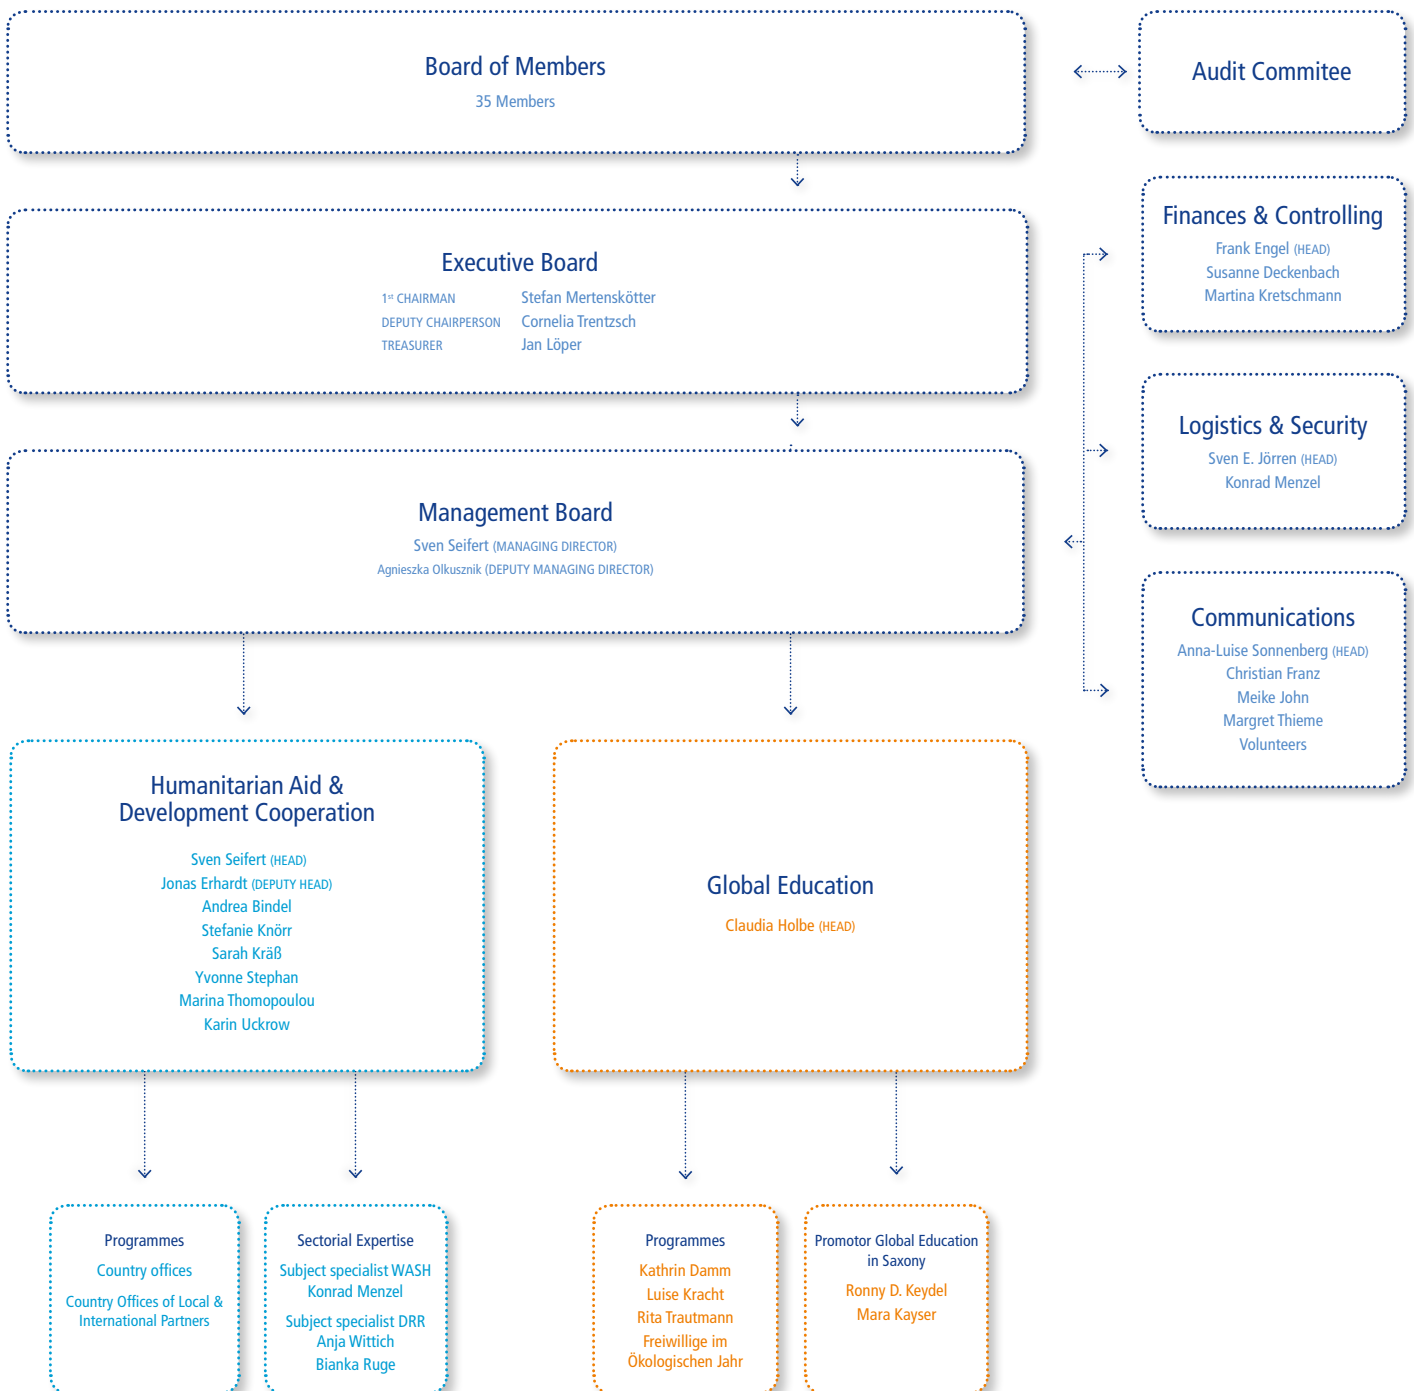 Board of Members
35 Members
Audit Commitee
Executive Board
1st CHAIRMAN Stefan Mertenskötter
DEPUTY CHAIRPERSON Cornelia Trentzsch
TREASURER Jan Löper
Finances & Controlling
Frank Engel (HEAD)
Susanne Deckenbach
Martina Kretschmann
Logistics & Security
Sven E. Jörren (HEAD)
Konrad Menzel
Management Board
Sven Seifert (MANAGING DIRECTOR)
Agnieszka Olkusznik (DEPUTY MANAGING DIRECTOR)
Communications
Anna-Luise Sonnenberg (HEAD)
Christian Franz
Meike John
Margret Thieme
Volunteers
Humanitarian Aid &
Development Cooperation
Sven Seifert (HEAD)
Jonas Erhardt (DEPUTY HEAD)
Andrea Bindel
Stefanie Knörr
Sarah Kräß
Yvonne Stephan
Marina Thomopoulou
Karin Uckrow
Global Education
Claudia Holbe (HEAD)
Programmes
Country offices
Country Offices of Local &
International Partners
Sectorial Expertise
Subject specialist WASH
Konrad Menzel
Subject specialist DRR
Anja Wittich
Bianka Ruge
Programmes
Kathrin Damm
Luise Kracht
Rita Trautmann
Freiwillige im
Ökologischen Jahr
Promotor Global Education
in Saxony
Ronny D. Keydel
Mara Kayser